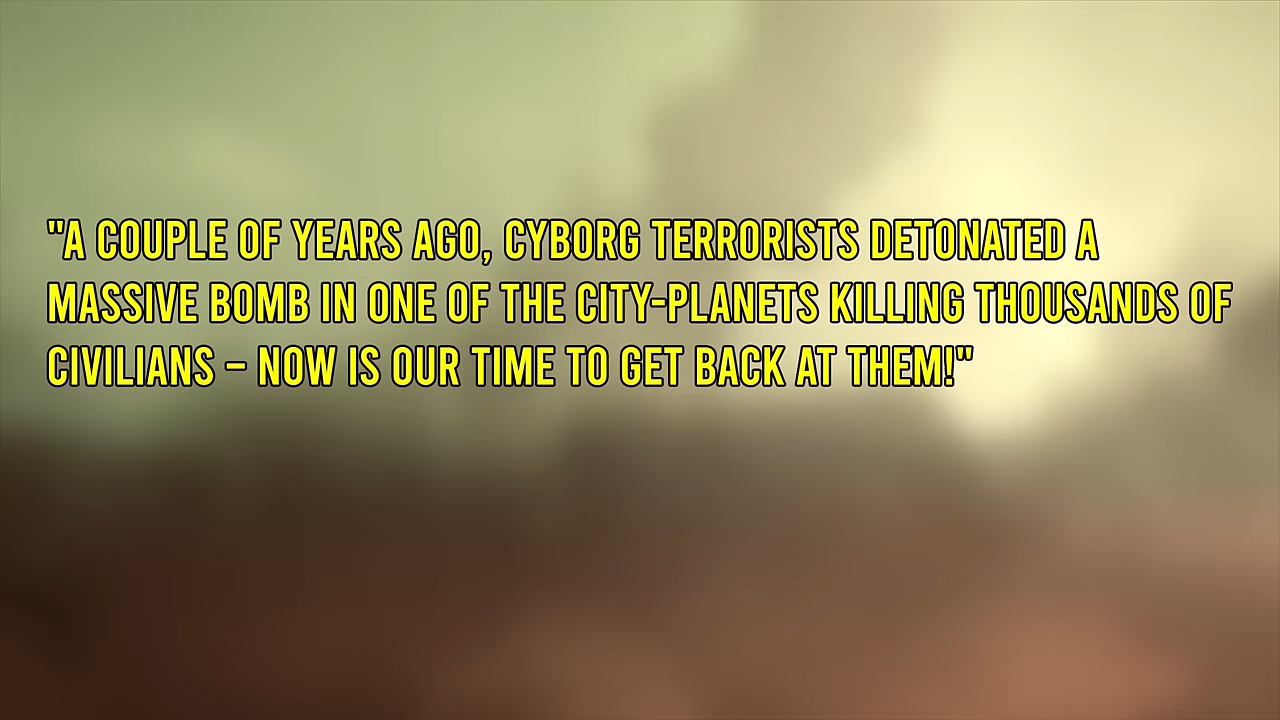 "A COUPLE OF YEARS AGO, CYBORG TERRORISTS DETONATED A
MASSIVE BOMB IN ONE OF THE CITY-PLANETS KILLING THOUSANDS OF
CIVILIANS – NOW IS OUR TIME TO GET BACK AT THEM!"